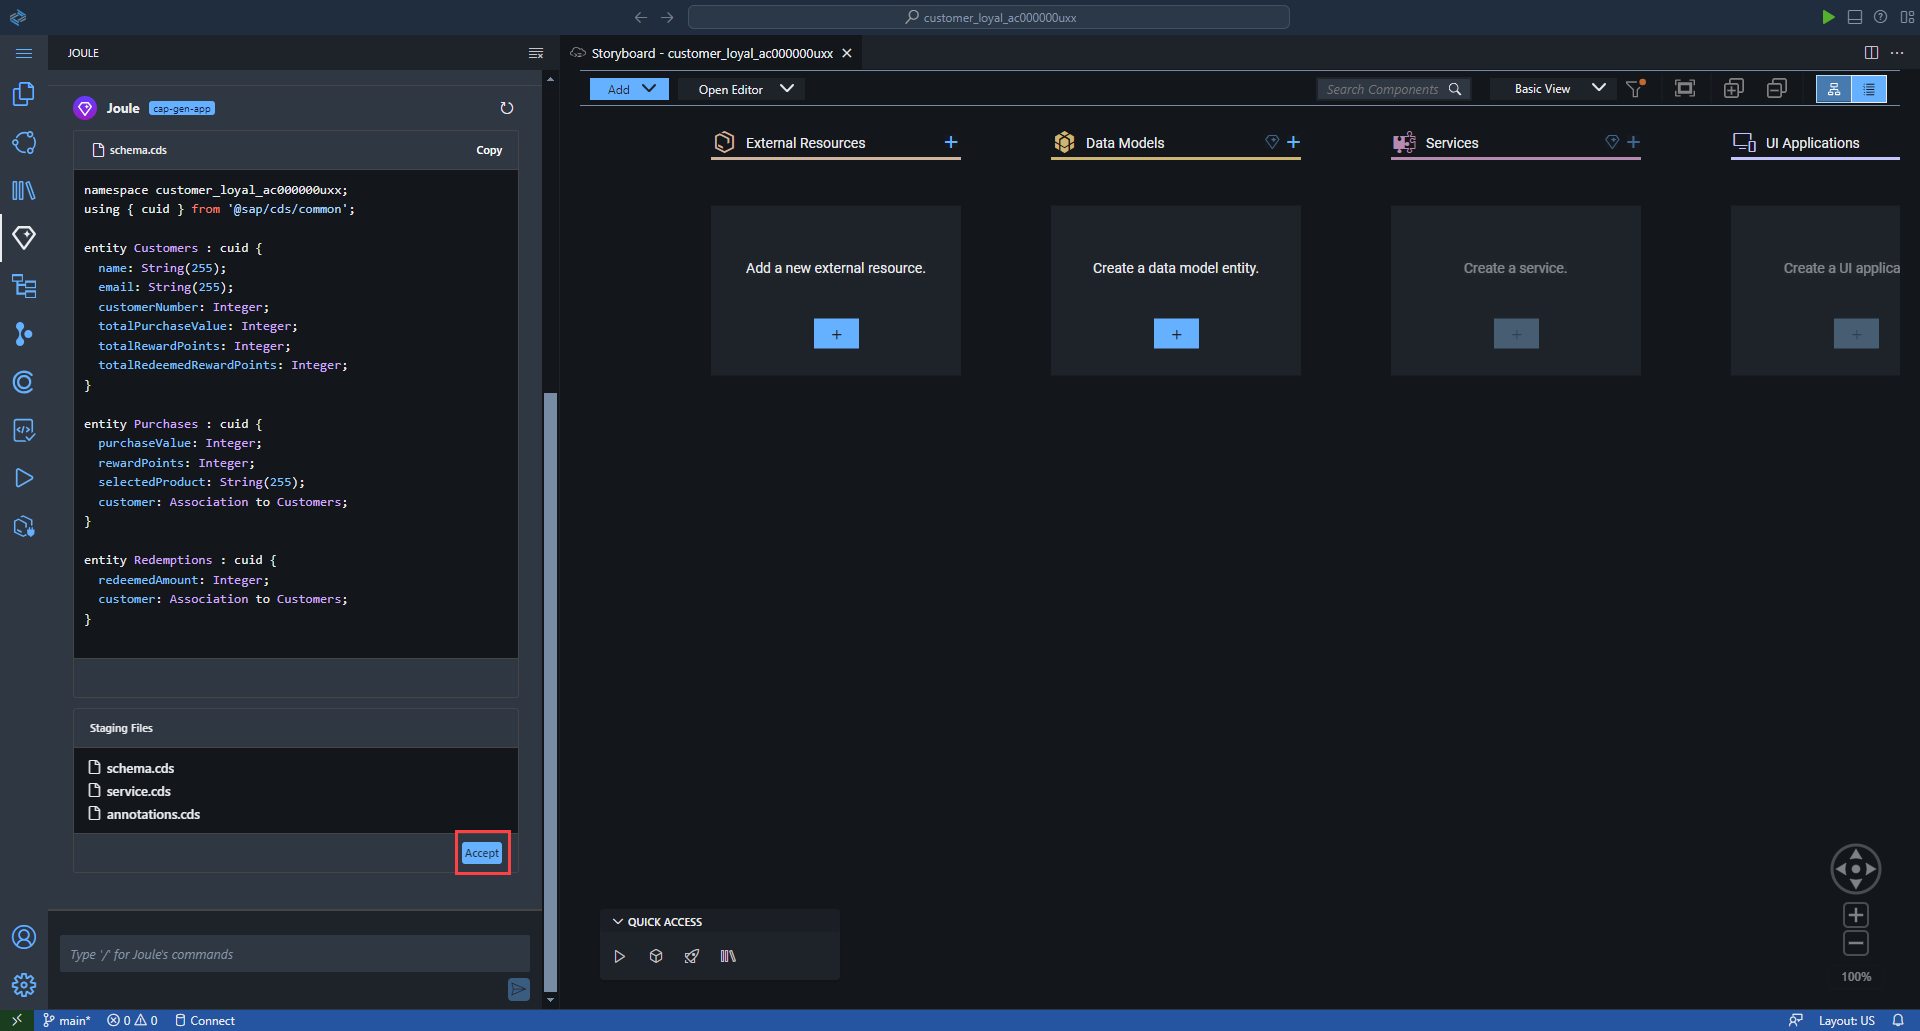 customer_loyal_ac000000uxx
JOULE
Storyboard - customer_loyal_ac000000uxx
Joule cap-gen-app
schema.cds Copy
namespace customer_loyal_ac000000uxx;
using { cuid } from '@sap/cds/common';
entity Customers : cuid {
name: String(255);
email: String(255);
customerNumber: Integer;
totalPurchaseValue: Integer;
totalRewardPoints: Integer;
totalRedeemedRewardPoints: Integer;
}
entity Purchases : cuid {
purchaseValue: Integer;
rewardPoints: Integer;
selectedProduct: String(255);
customer: Association to Customers;
}
entity Redemptions : cuid {
redeemedAmount: Integer;
customer: Association to Customers;
}
Staging Files
schema.cds
service.cds
annotations.cds
Accept
Type '/' for Joule's commands
Add Open Editor Search Components Basic View
External Resources Data Models Services UI Applications
Add a new external resource. Create a data model entity. Create a service. Create a UI applica
QUICK ACCESS
100%
main* 0 0 Connect Layout: US